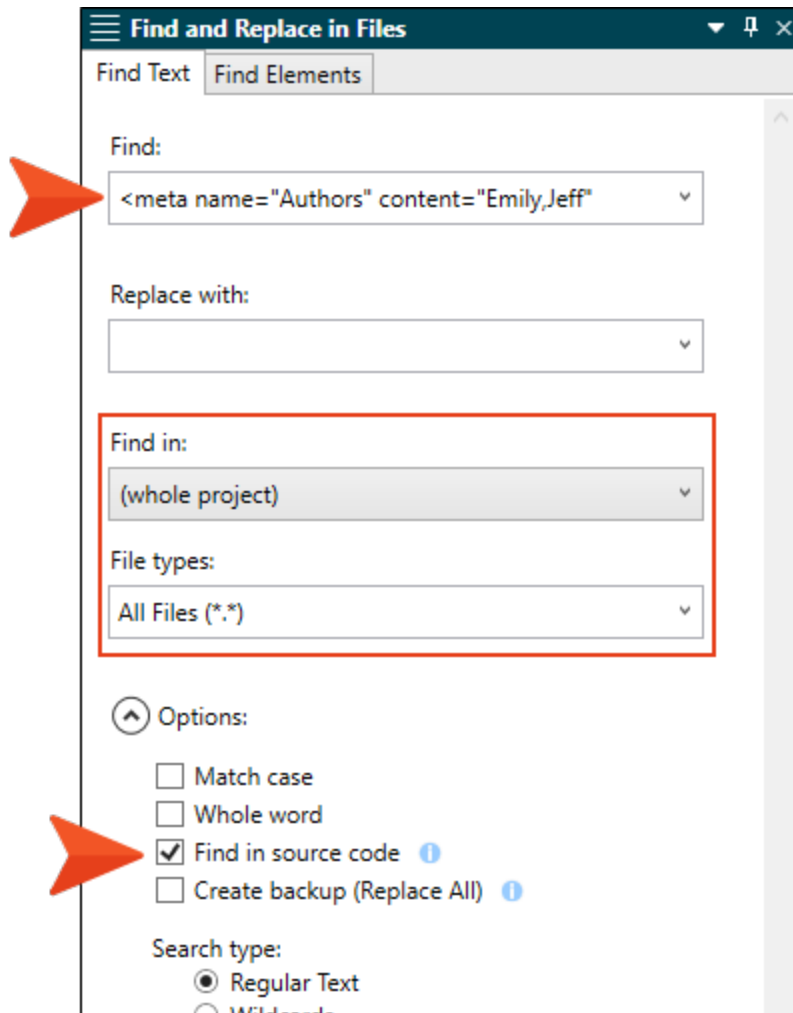 Find and Replace in Files
Find Text Find Elements
Find:
<meta name="Authors" content="Emily,Jeff"
Replace with:
Find in:
(whole project)
File types:
All Files (*.*)
Options:
Match case
Whole word
Find in source code
Create backup (Replace All)
Search type:
Regular Text
Wildcards